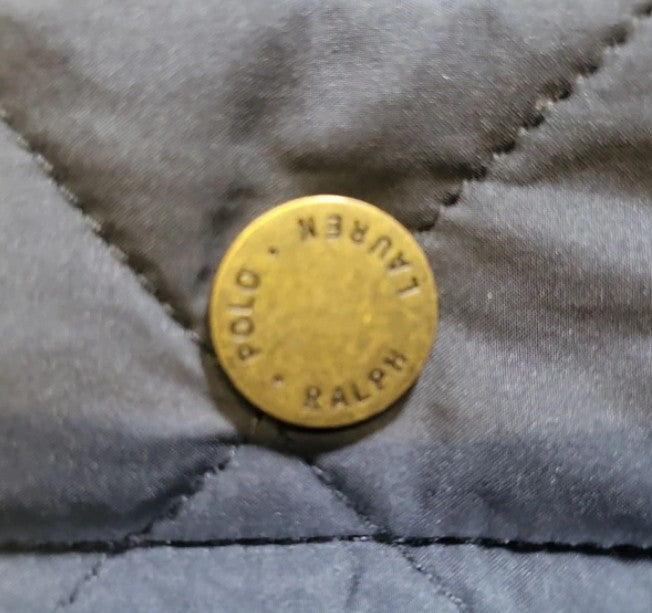 POLO · RALPH LAUREN ·